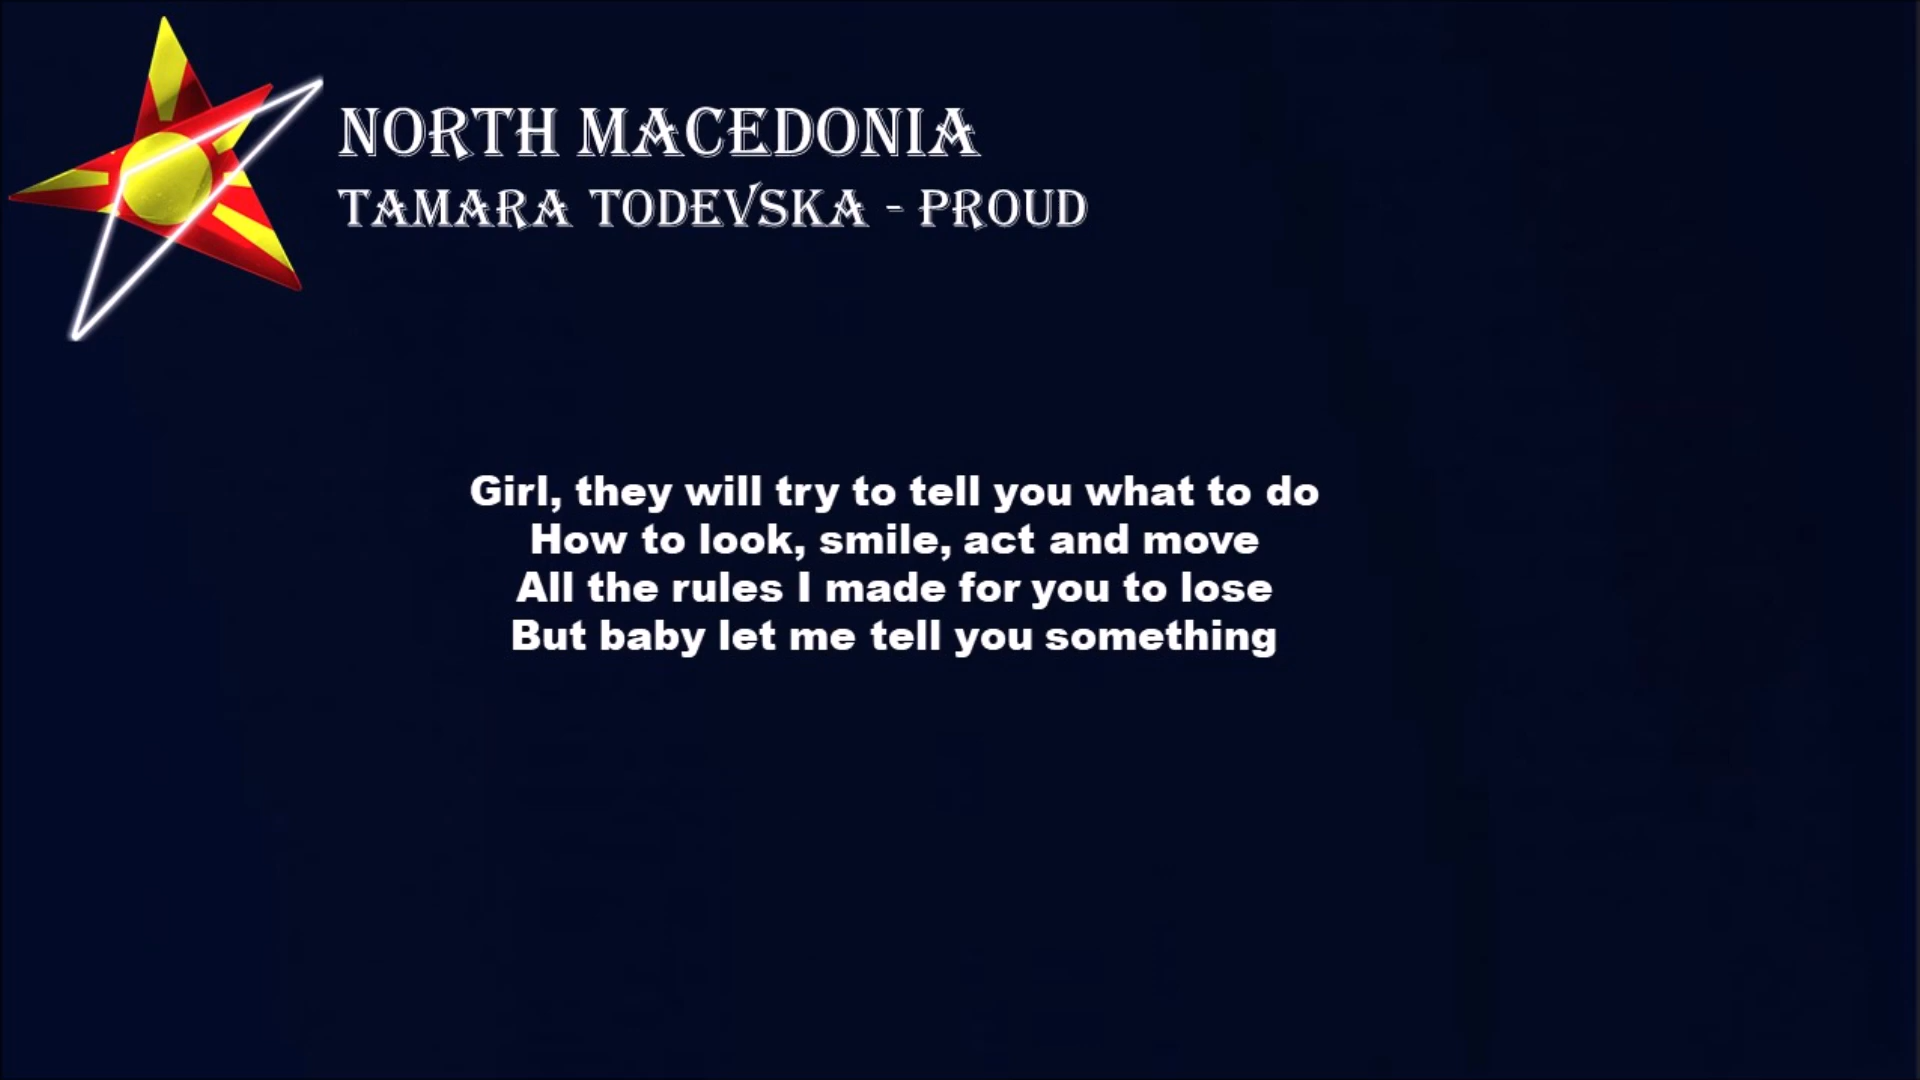 NORTH MACEDONIA
TAMARA TODEVSKA - PROUD
Girl, they will try to tell you what to do
How to look, smile, act and move
All the rules I made for you to lose
But baby let me tell you something